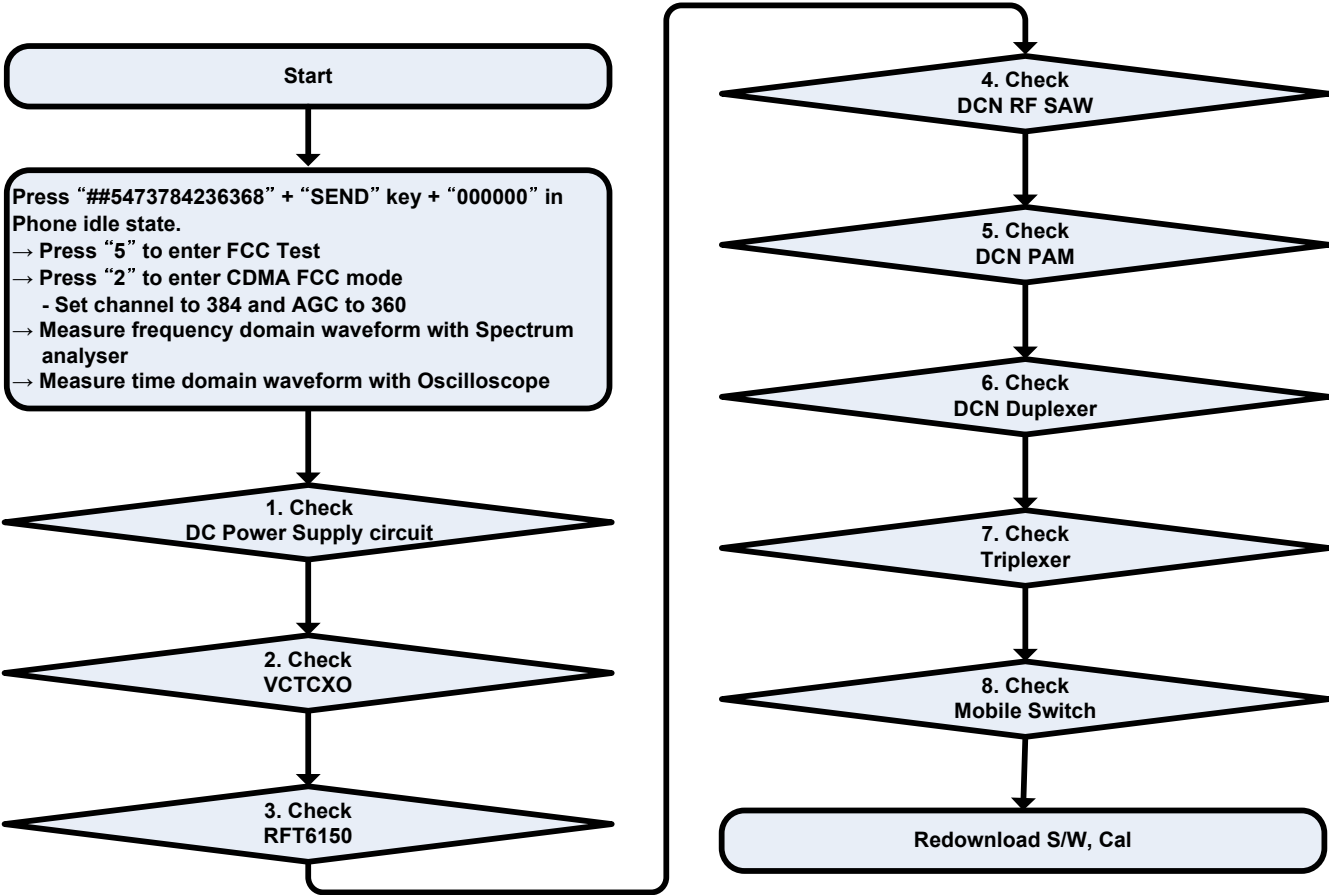 Start
Press “##5473784236368” + “SEND” key + “000000” in
Phone idle state.
→ Press “5” to enter FCC Test
→ Press “2” to enter CDMA FCC mode
- Set channel to 384 and AGC to 360
→ Measure frequency domain waveform with Spectrum
analyser
→ Measure time domain waveform with Oscilloscope
1. Check
DC Power Supply circuit
2. Check
VCTCXO
3. Check
RFT6150
4. Check
DCN RF SAW
5. Check
DCN PAM
6. Check
DCN Duplexer
7. Check
Triplexer
8. Check
Mobile Switch
Redownload S/W, Cal